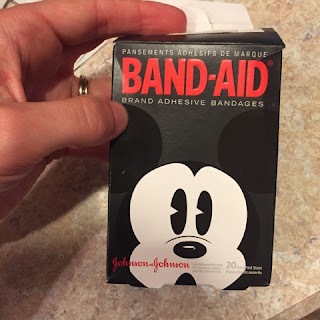 PANSEMENTS ADHÉSIFS DE MARQUE
BAND-AID®
BRAND ADHESIVE BANDAGES
Johnson & Johnson
20